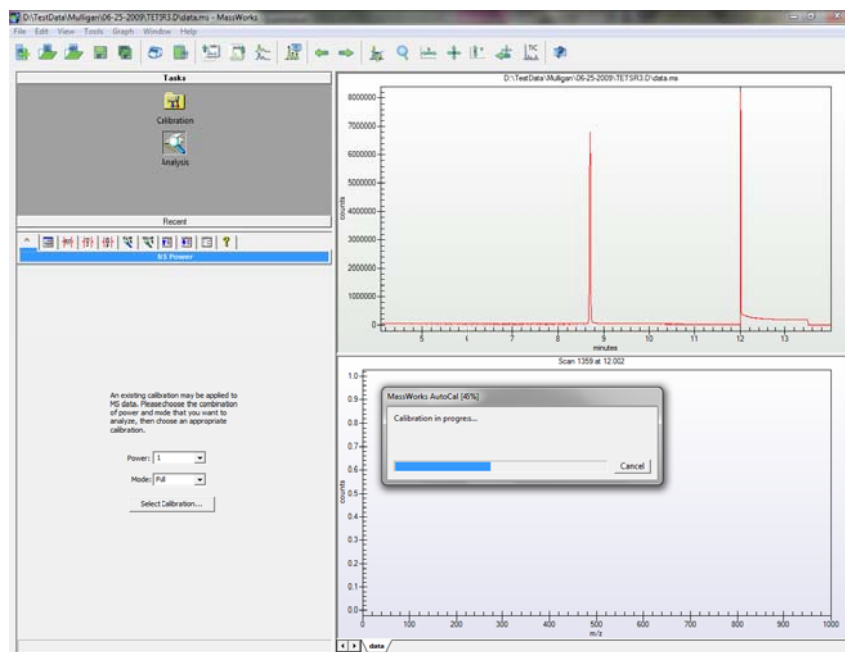 D:\TestData\Mulligan\06-25-2009\TETSR3.D\data.ms - MassWorks
File Edit View Tools Graph Window Help
TIC
Tasks
Calibration
Analysis
Recent
MS Power
An existing calibration may be applied to
MS data. Please choose the combination
of power and mode that you want to
analyze, then choose an appropriate
calibration.
Power: 1
Mode: Full
Select Calibration...
D:\TestData\Mulligan\06-25-2009\TETSR3.D\data.ms
8000000
7000000
6000000
5000000
4000000
3000000
2000000
1000000
0
counts
5 6 7 8 9 10 11 12 13
minutes
Scan 1359 at 12.002
1.0
0.9
0.8
0.7
0.6
0.5
0.4
0.3
0.2
0.1
0.0
counts
0 100 200 300 400 500 600 700 800 900 1000
m/z
MassWorks AutoCal [45%]
Calibration in progress...
Cancel
data